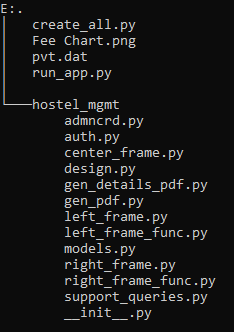 E:.
create_all.py
Fee Chart.png
pvt.dat
run_app.py
hostel_mgmt
admncrd.py
auth.py
center_frame.py
design.py
gen_details_pdf.py
gen_pdf.py
left_frame.py
left_frame_func.py
models.py
right_frame.py
right_frame_func.py
support_queries.py
__init__.py